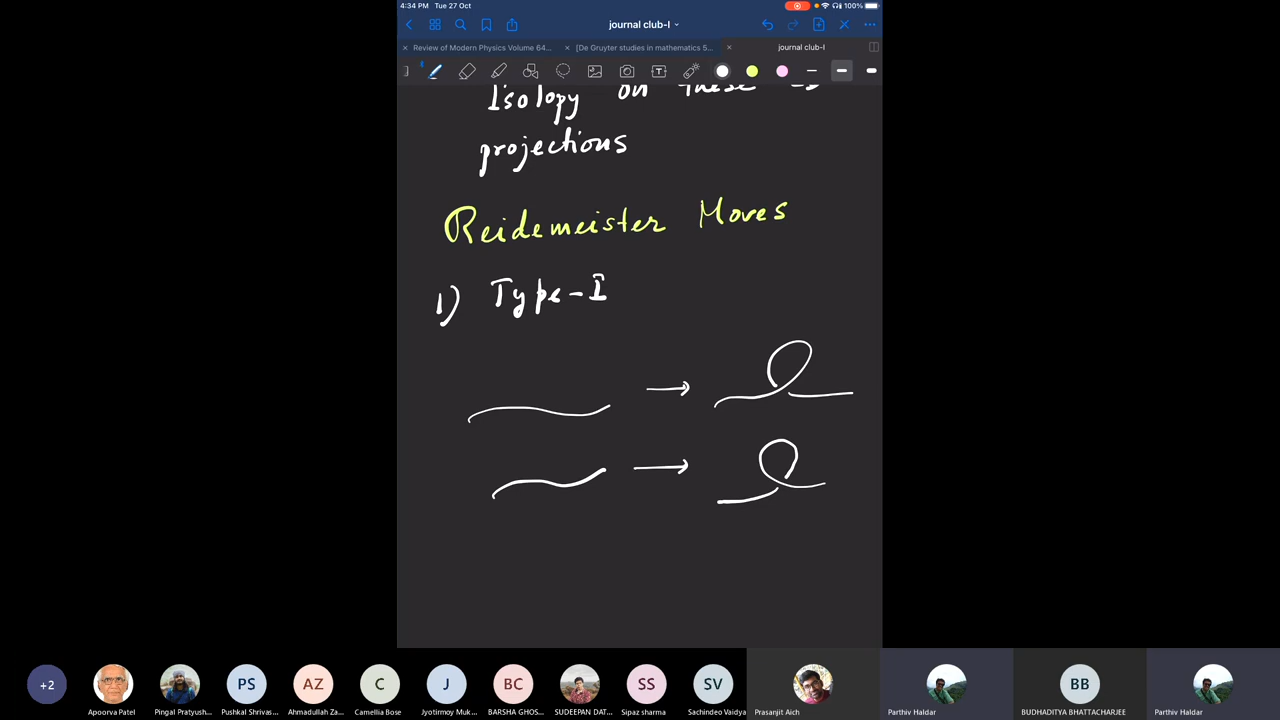 4:34 PM Tue 27 Oct
100%
journal club-I
Review of Modern Physics Volume 64...
[De Gruyter studies in mathematics 5...
journal club-I
Isotopy on these
projections
Reidemeister Moves
1) Type-I
+2
PS
AZ
C
J
BC
SS
SV
BB
Apoorva Patel
Pingal Pratyush...
Pushkal Shrivas...
Ahmadullah Za...
Camellia Bose
Jyotirmoy Muk...
BARSHA GHOS...
SUDEEPAN DAT...
Sipaz sharma
Sachindeo Vaidya
Prasanjit Aich
Parthiv Haldar
BUDHADITYA BHATTACHARJEE
Parthiv Haldar